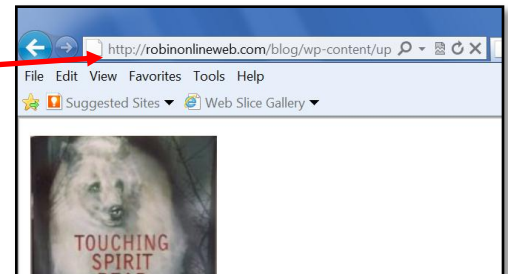 http://robinonlineweb.com/blog/wp-content/up
File Edit View Favorites Tools Help
Suggested Sites Web Slice Gallery
TOUCHING
SPIRIT
BEAR